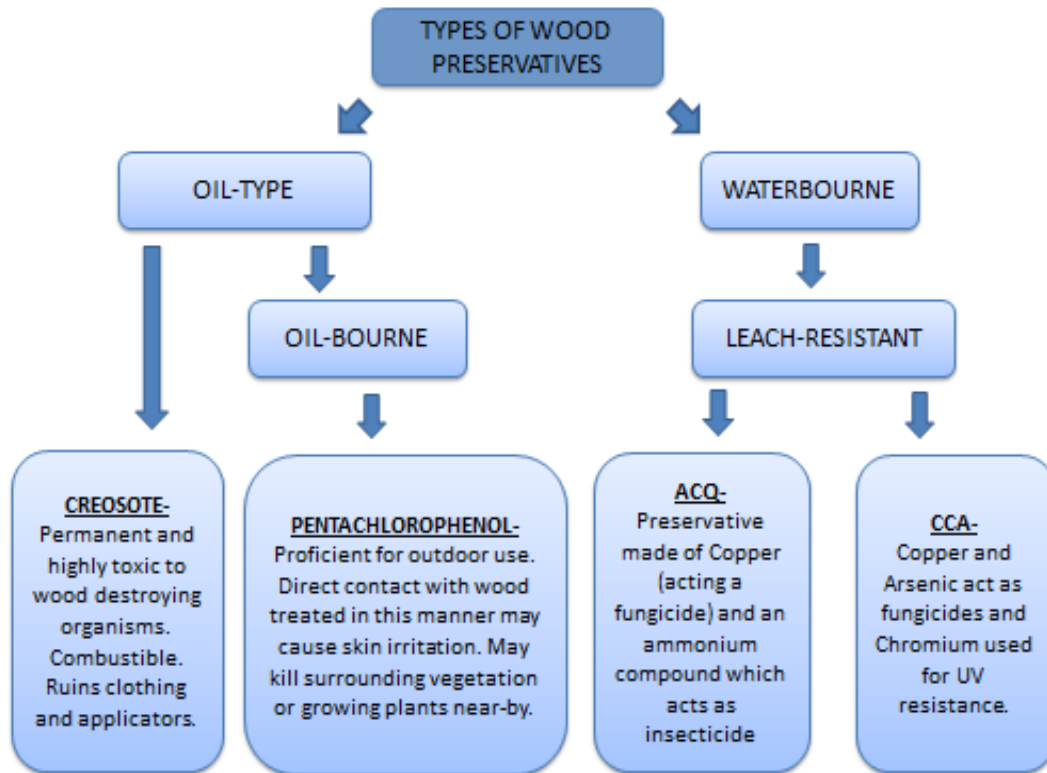 TYPES OF WOOD
PRESERVATIVES
OIL-TYPE
WATERBOURNE
OIL-BOURNE
LEACH-RESISTANT
CREOSOTE-
Permanent and
highly toxic to
wood destroying
organisms.
Combustible.
Ruins clothing
and applicators.
PENTACHLOROPHENOL-
Proficient for outdoor use.
Direct contact with wood
treated in this manner may
cause skin irritation. May
kill surrounding vegetation
or growing plants near-by.
ACQ-
Preservative
made of Copper
(acting a
fungicide) and an
ammonium
compound which
acts as
insecticide
CCA-
Copper and
Arsenic act as
fungicides and
Chromium used
for UV
resistance.